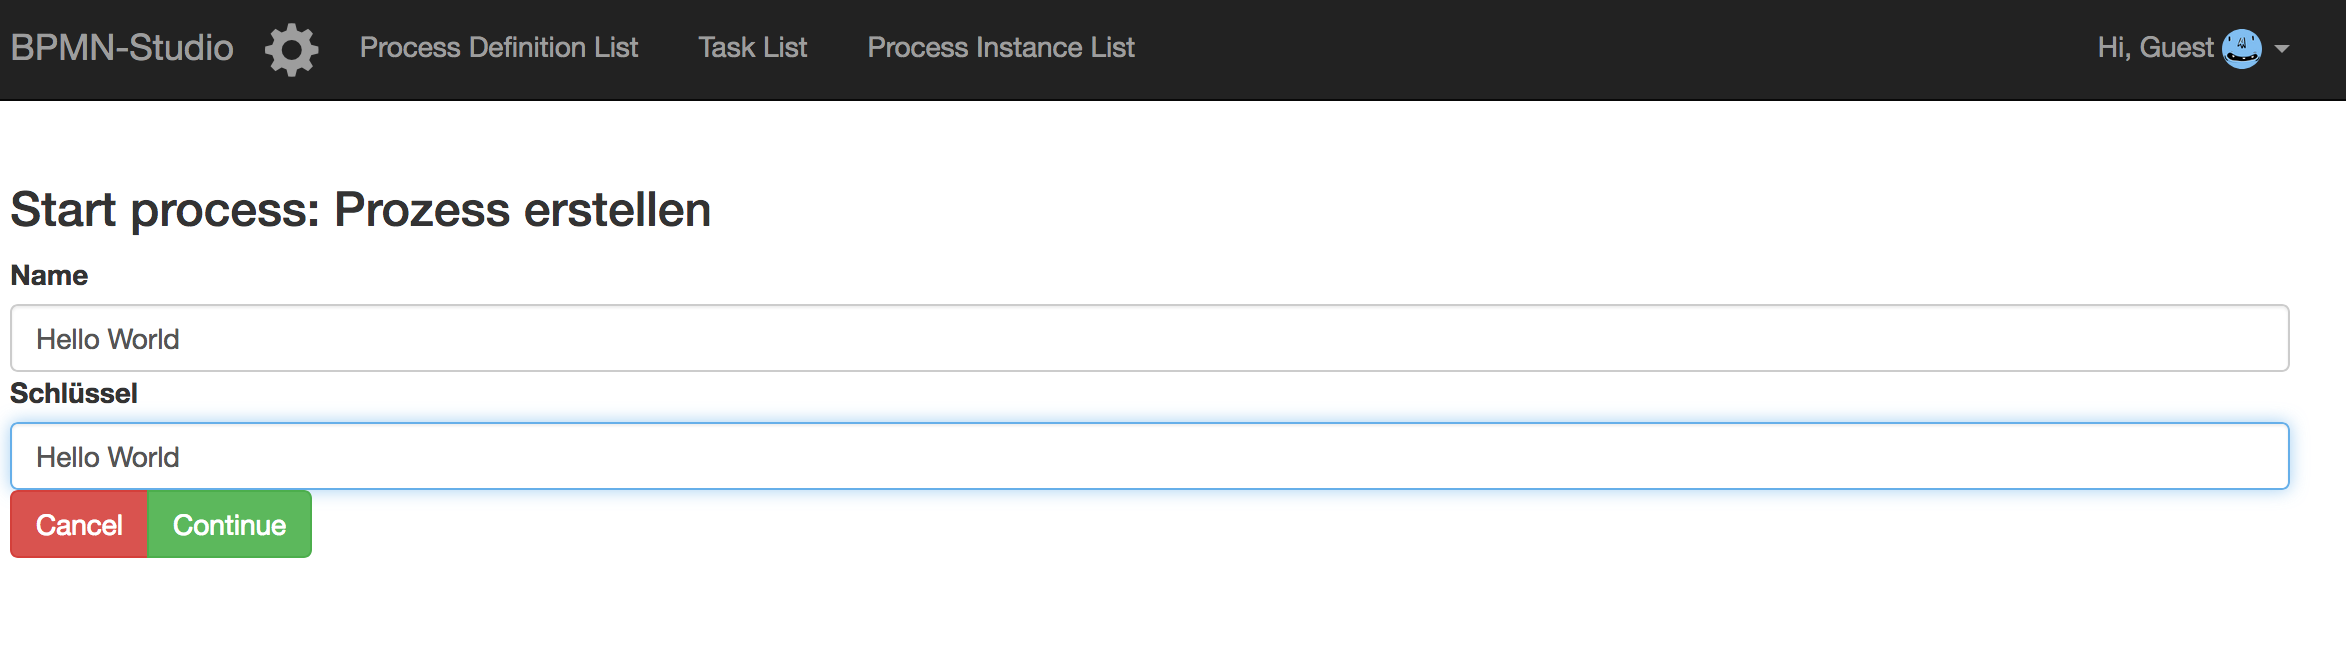 BPMN-Studio Process Definition List Task List Process Instance List Hi, Guest
Start process: Prozess erstellen
Name
Hello World
Schlüssel
Hello World
Cancel Continue